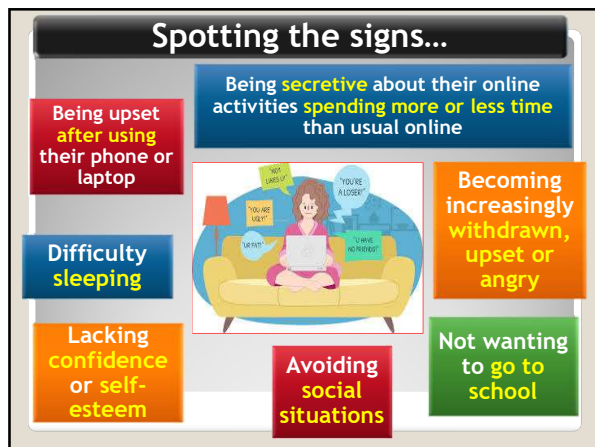 Spotting the signs…
Being secretive about their online
activities spending more or less time
than usual online
Being upset
after using
their phone or
laptop
"YOU'RE
A LOSER!"
"YOU ARE
UGLY!"
"UR FAT!"
"U HAVE
NO FRIENDS!"
Becoming
increasingly
withdrawn,
upset or
angry
Difficulty
sleeping
Lacking
confidence
or self-
esteem
Avoiding
social
situations
Not wanting
to go to
school